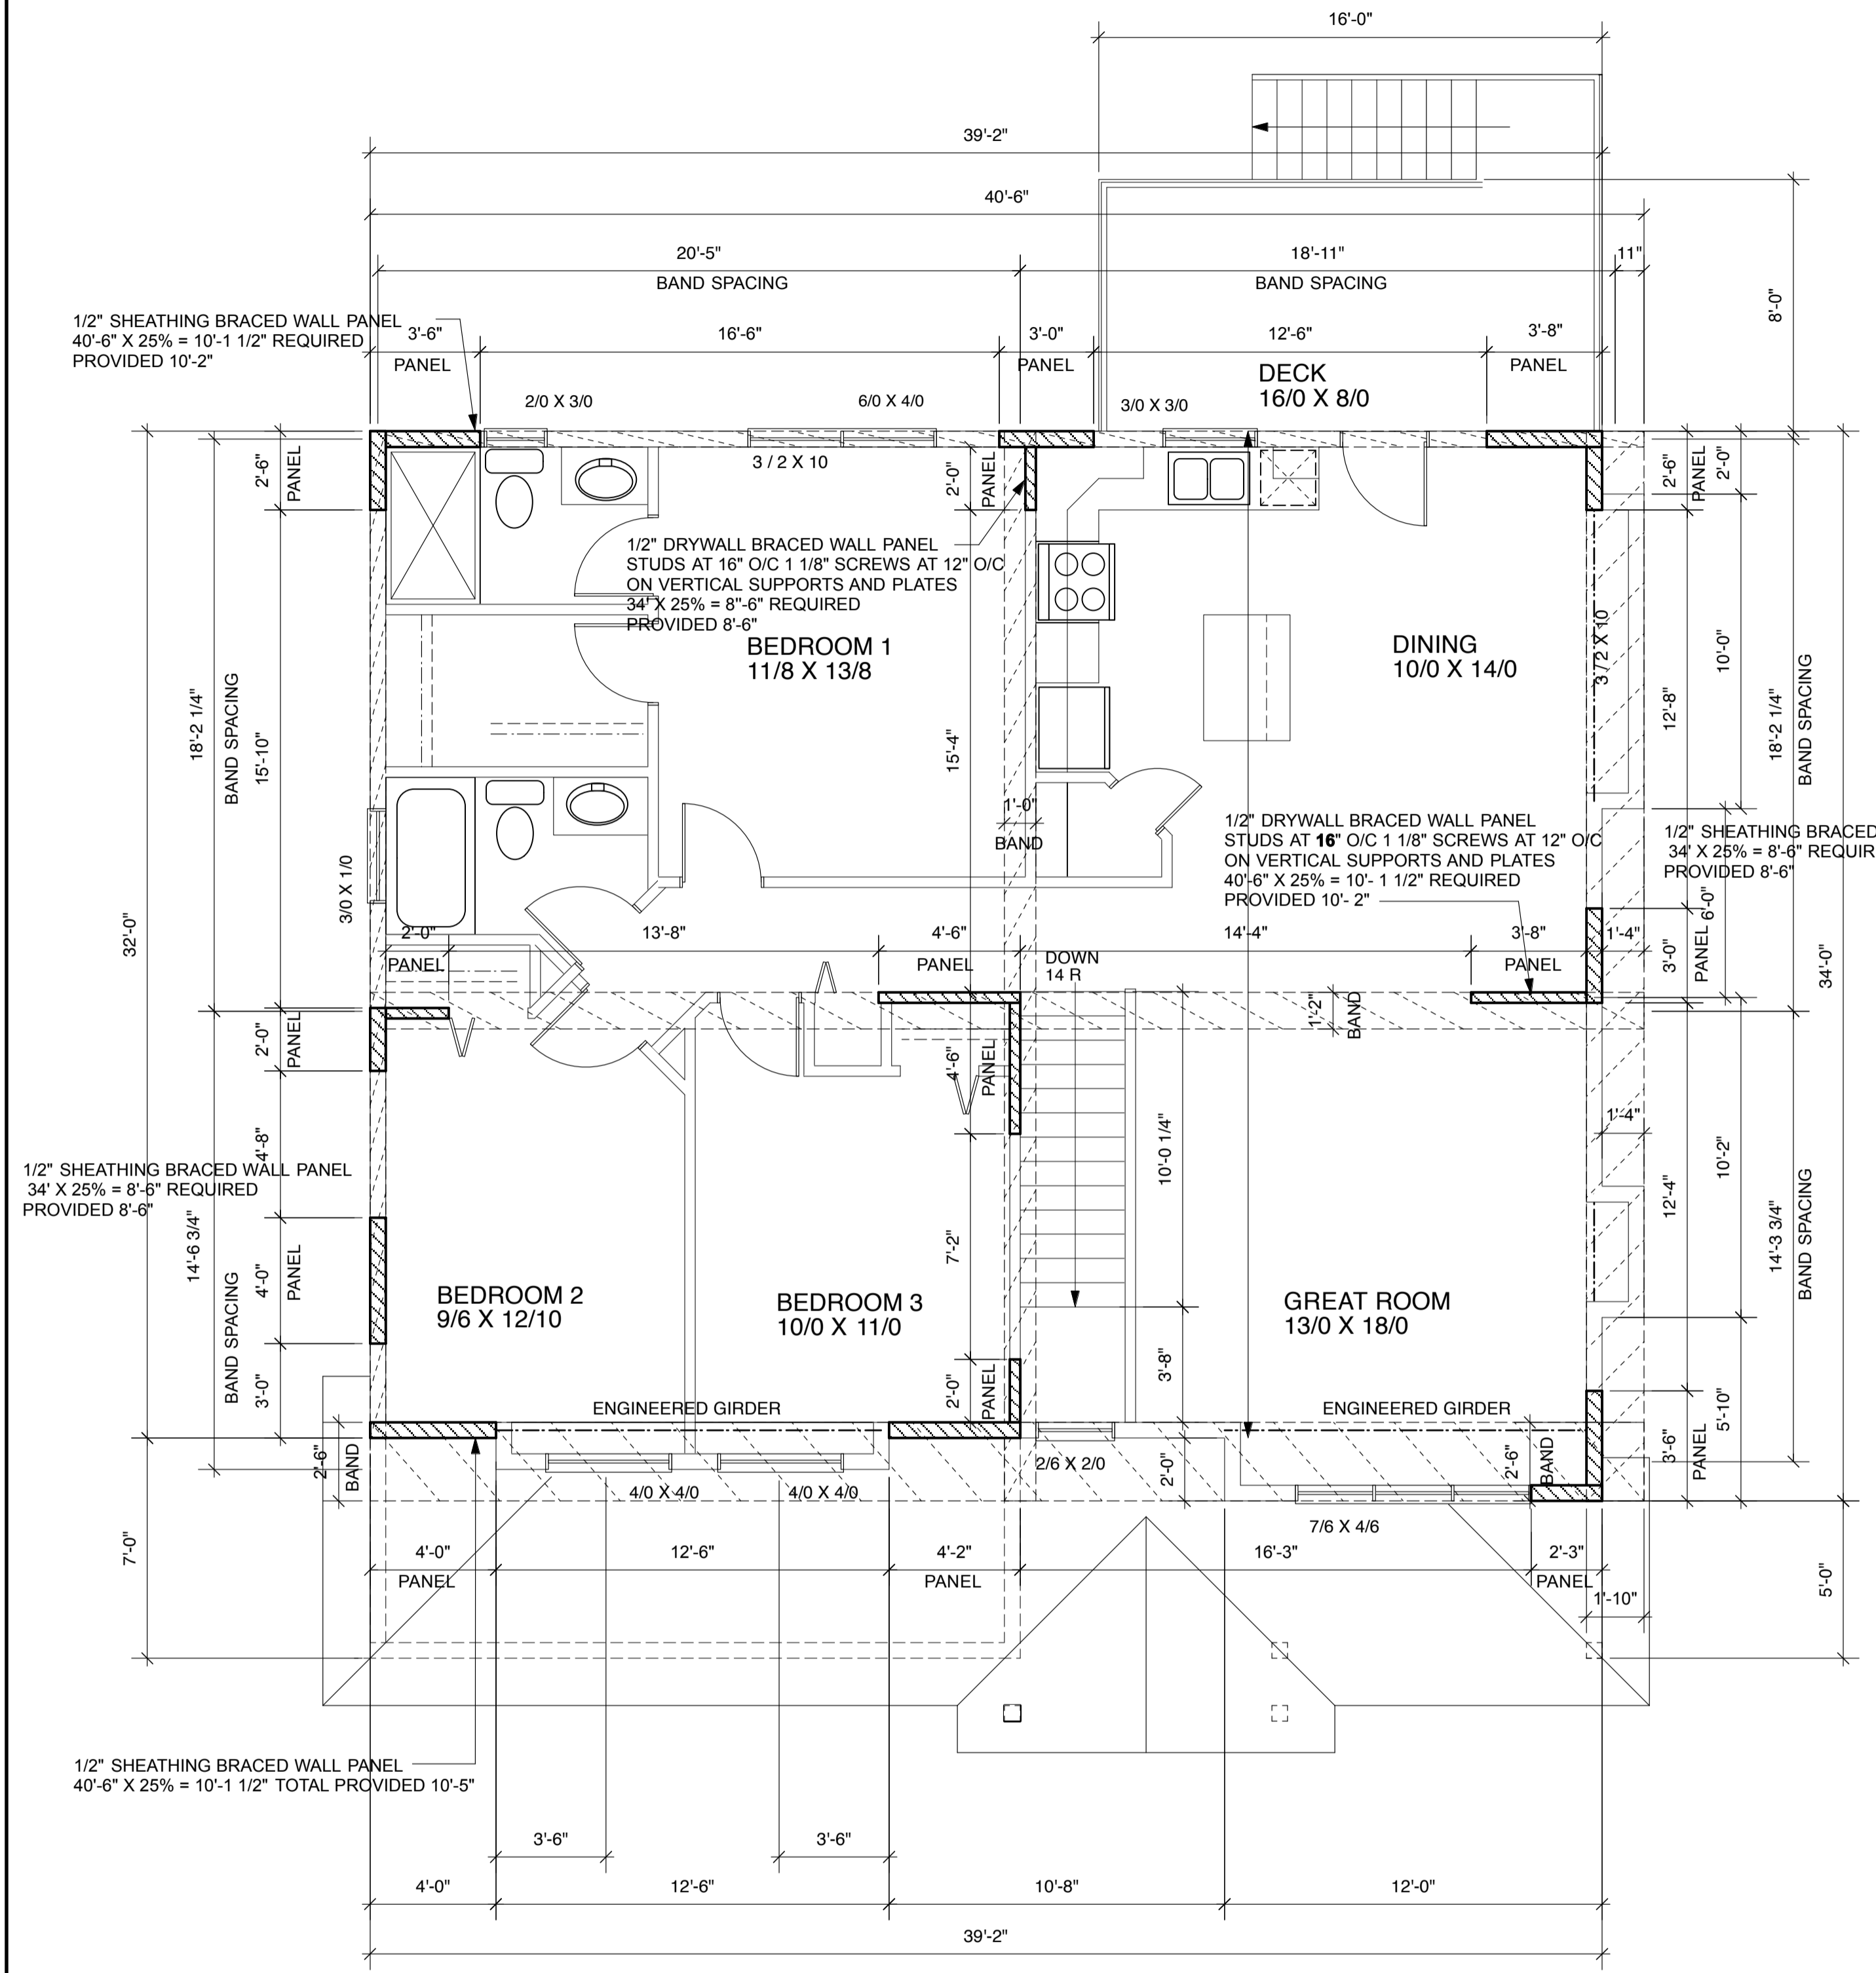 16'-0"
39'-2"
40'-6"
20'-5"
18'-11"
11"
BAND SPACING
BAND SPACING
8'-0"
1/2" SHEATHING BRACED WALL PANEL
40'-6" X 25% = 10'-1 1/2" REQUIRED
PROVIDED 10'-2"
3'-6"
PANEL
16'-6"
3'-0"
PANEL
12'-6"
3'-8"
PANEL
DECK
16/0 X 8/0
2/0 X 3/0
6/0 X 4/0
3/0 X 3/0
3 / 2 X 10
2'-6"
PANEL
2'-0"
PANEL
2'-6"
PANEL
2'-0"
1/2" DRYWALL BRACED WALL PANEL
STUDS AT 16" O/C 1 1/8" SCREWS AT 12" O/C
ON VERTICAL SUPPORTS AND PLATES
34' X 25% = 8"-6" REQUIRED
PROVIDED 8'-6"
BEDROOM 1
11/8 X 13/8
DINING
10/0 X 14/0
3 / 2 X 10
10'-0"
12'-8"
18'-2 1/4"
BAND SPACING
18'-2 1/4"
BAND SPACING
15'-10"
15'-4"
1'-0"
BAND
1/2" DRYWALL BRACED WALL PANEL
STUDS AT 16" O/C 1 1/8" SCREWS AT 12" O/C
ON VERTICAL SUPPORTS AND PLATES
40'-6" X 25% = 10'- 1 1/2" REQUIRED
PROVIDED 10'- 2"
1/2" SHEATHING BRACED
34' X 25% = 8'-6" REQUIR
PROVIDED 8'-6"
3/0 X 1/0
32'-0"
34'-0"
2'-0"
PANEL
13'-8"
4'-6"
PANEL
14'-4"
3'-8"
PANEL
1'-4"
3'-0"
PANEL
6'-0"
DOWN
14 R
1'-2"
BAND
2'-0"
PANEL
4'-6"
PANEL
1'-4"
4'-8"
1/2" SHEATHING BRACED WALL PANEL
34' X 25% = 8'-6" REQUIRED
PROVIDED 8'-6"
10'-0 1/4"
7'-2"
12'-4"
10'-2"
14'-3 3/4"
BAND SPACING
14'-6 3/4"
BAND SPACING
4'-0"
PANEL
BEDROOM 2
9/6 X 12/10
BEDROOM 3
10/0 X 11/0
GREAT ROOM
13/0 X 18/0
3'-0"
2'-0"
PANEL
3'-8"
ENGINEERED GIRDER
ENGINEERED GIRDER
5'-10"
3'-6"
PANEL
2'-6"
BAND
2'-6"
BAND
2'-0"
2/6 X 2/0
4/0 X 4/0
4/0 X 4/0
7/6 X 4/6
7'-0"
5'-0"
4'-0"
PANEL
12'-6"
4'-2"
PANEL
16'-3"
2'-3"
PANEL
1'-10"
1/2" SHEATHING BRACED WALL PANEL
40'-6" X 25% = 10'-1 1/2" TOTAL PROVIDED 10'-5"
3'-6"
3'-6"
4'-0"
12'-6"
10'-8"
12'-0"
39'-2"